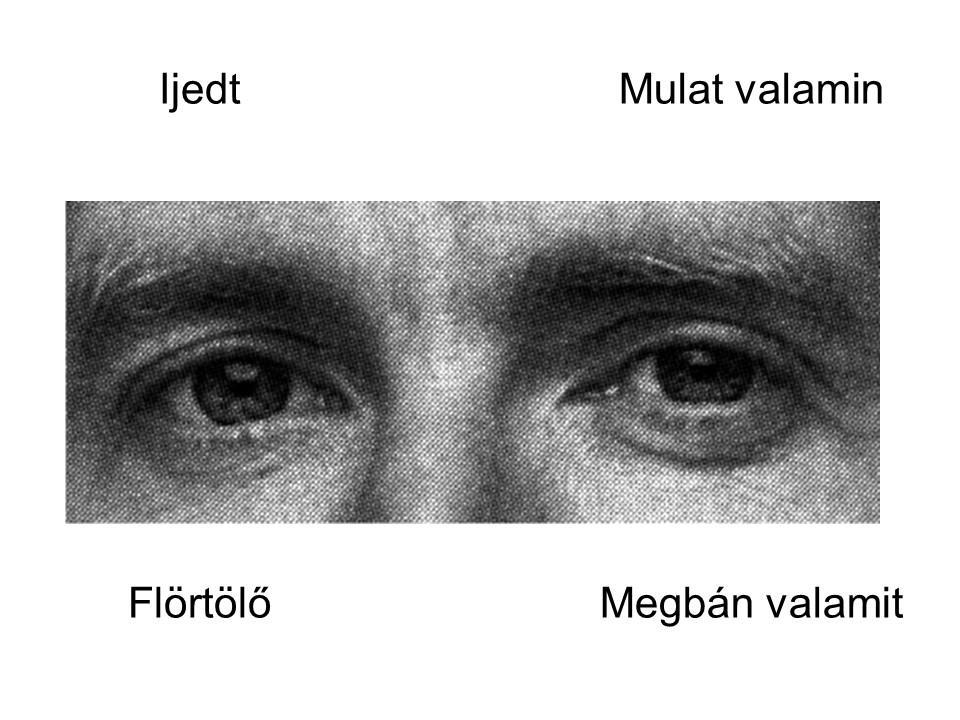 Ijedt
Mulat valamin
Flörtölő
Megbán valamit